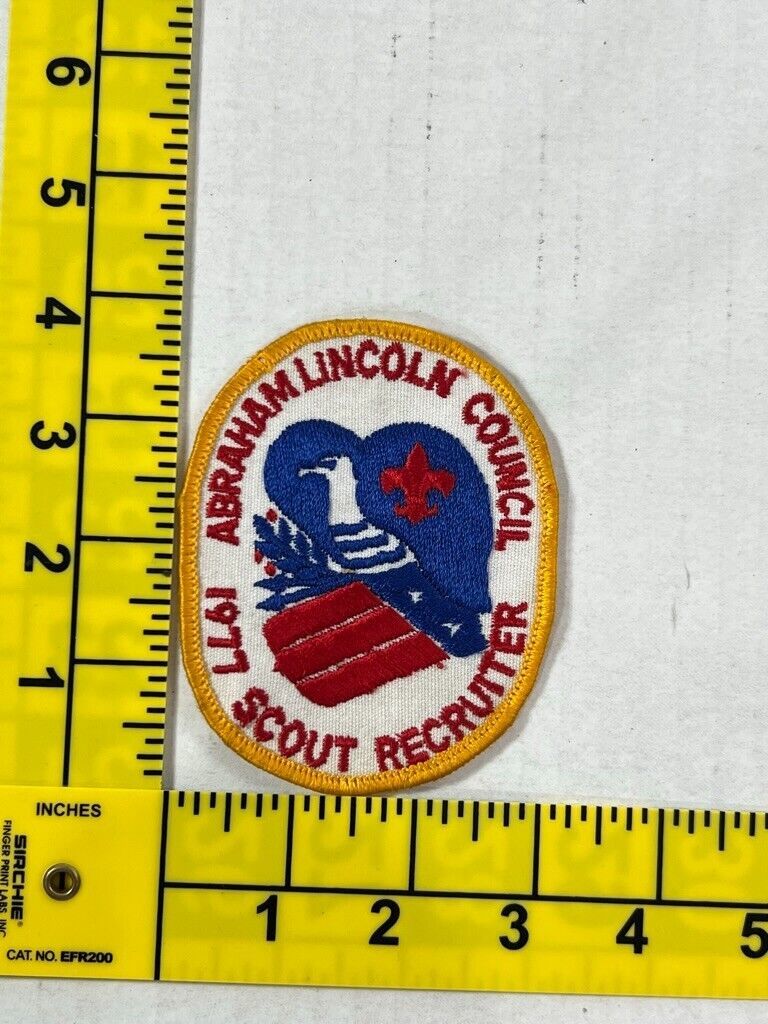 6
5
4
3
2
1
ABRAHAM LINCOLN COUNCIL
1977 SCOUT RECRUITER
INCHES
SIRCHIE®
FINGER PRINT LABS, INC
CAT. NO. EFR200
1 2 3 4 5